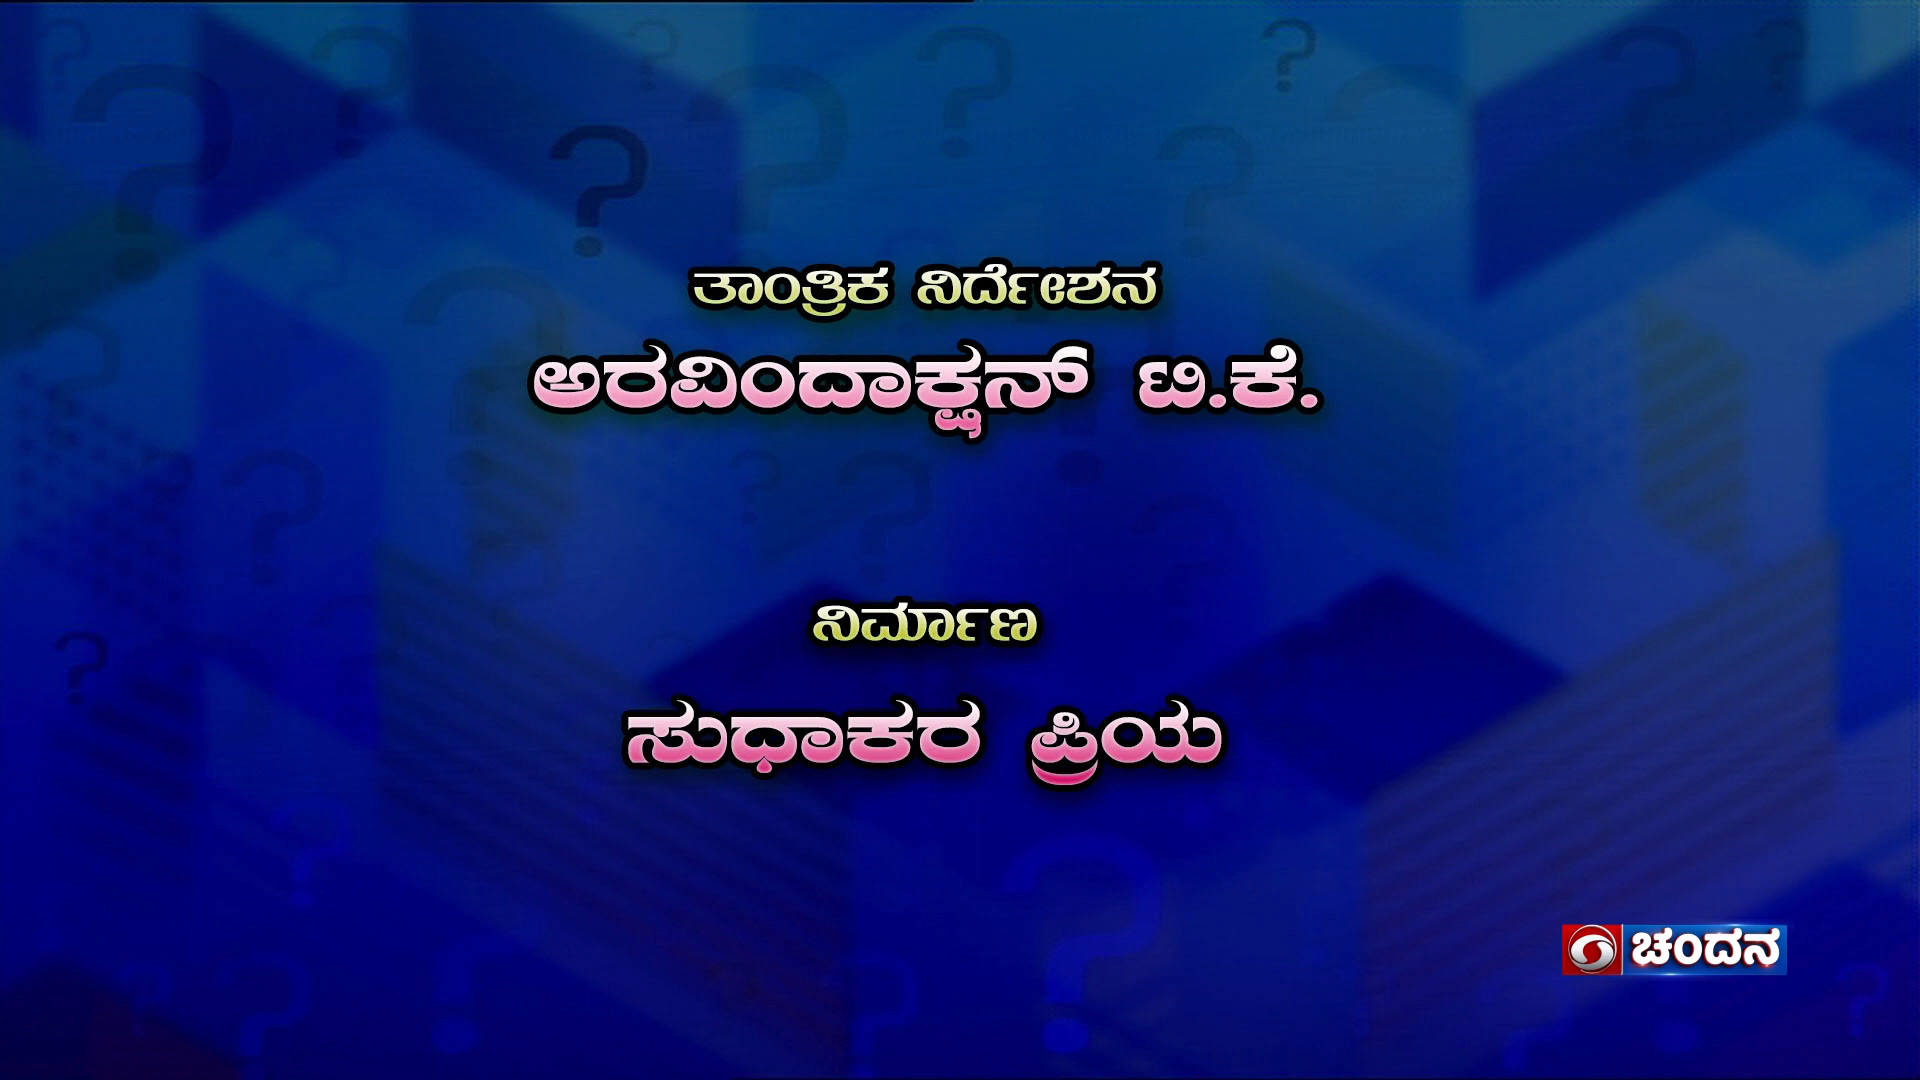 ತಾಂತ್ರಿಕ ನಿರ್ದೇಶನ
ಅರವಿಂದಾಕ್ಷನ್ ಟಿ.ಕೆ.
ನಿರ್ಮಾಣ
ಸುಧಾಕರ ಪ್ರಿಯ
ಚಂದನ